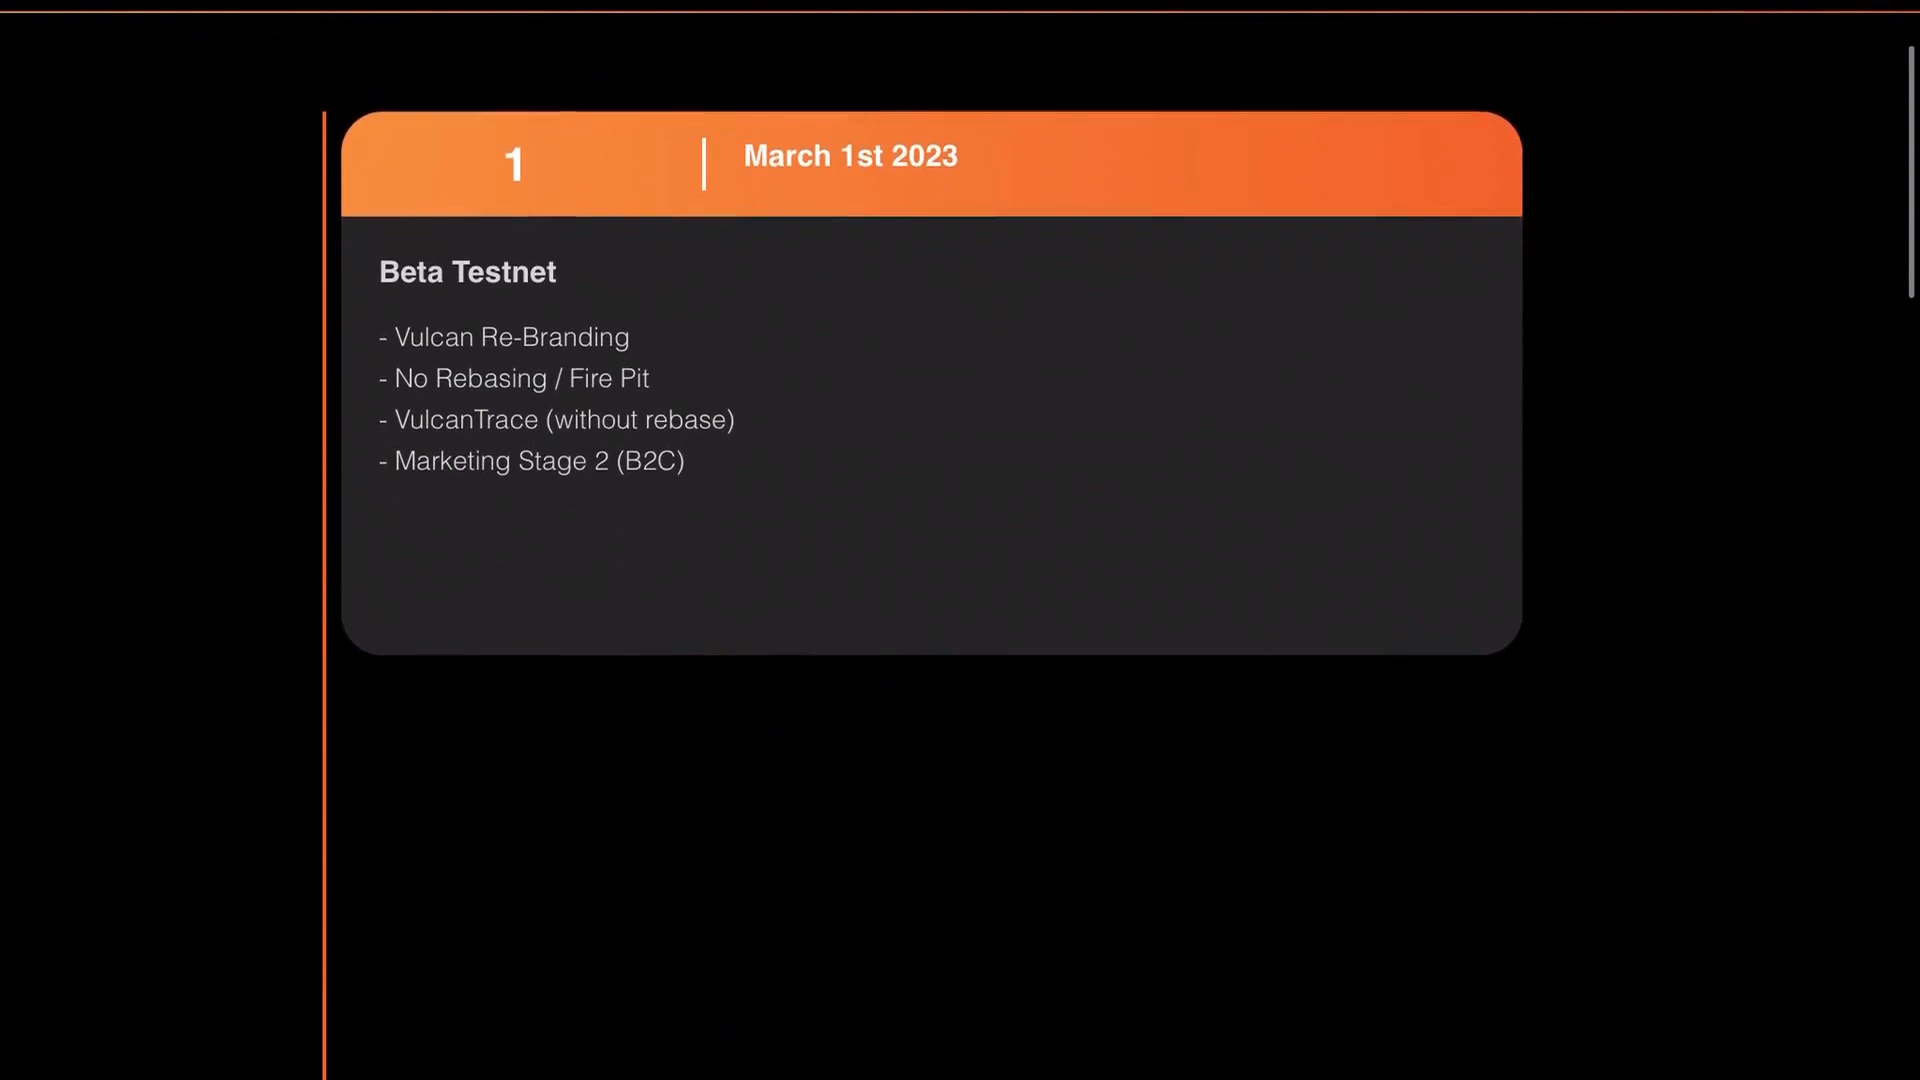 1
March 1st 2023
Beta Testnet
- Vulcan Re-Branding
- No Rebasing / Fire Pit
- VulcanTrace (without rebase)
- Marketing Stage 2 (B2C)